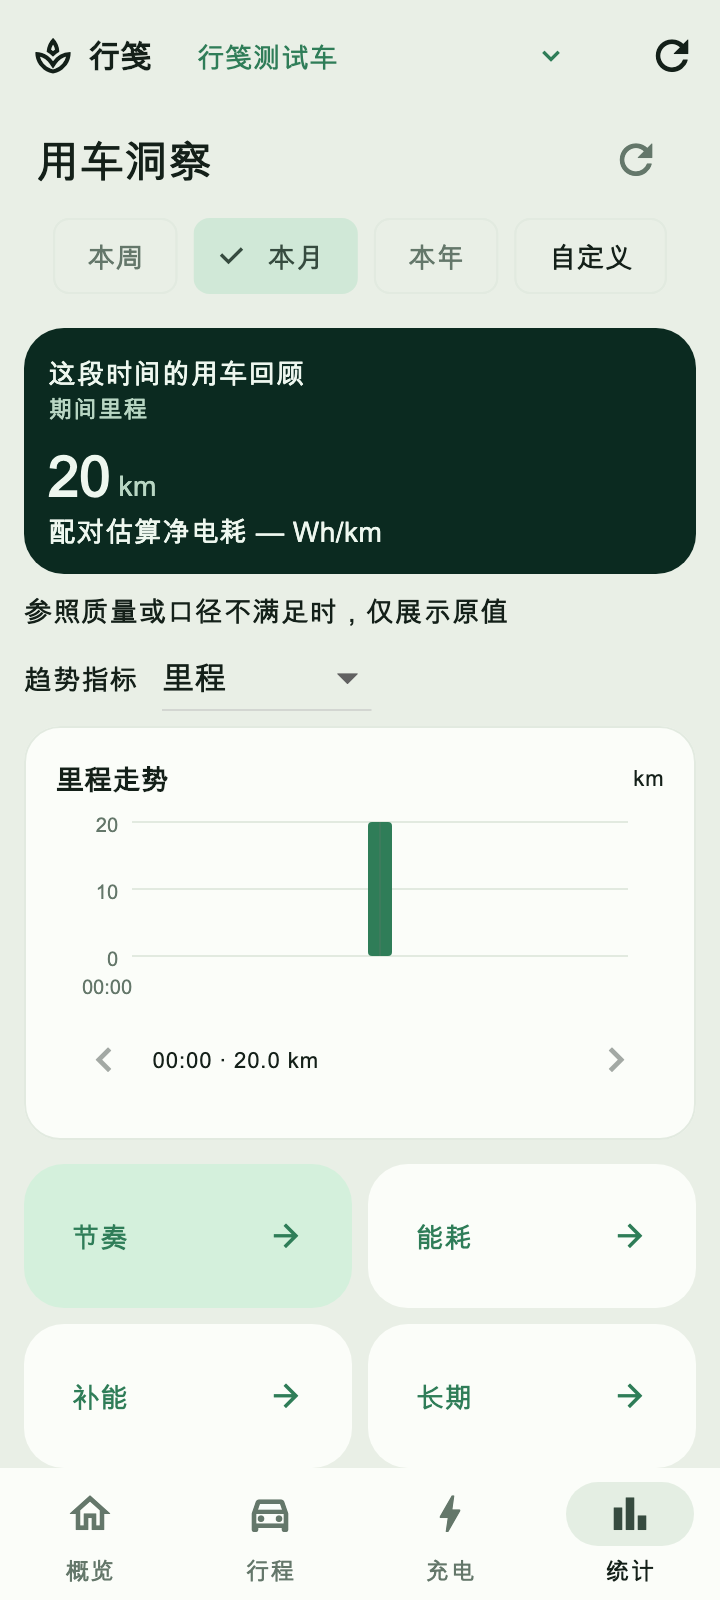 行笺 行笺测试车
用车洞察
本周 本月 本年 自定义
这段时间的用车回顾
期间里程
20 km
配对估算净电耗 — Wh/km
参照质量或口径不满足时，仅展示原值
趋势指标 里程
里程走势 km
20
10
0
00:00
00:00 · 20.0 km
节奏 能耗
补能 长期
概览 行程 充电 统计